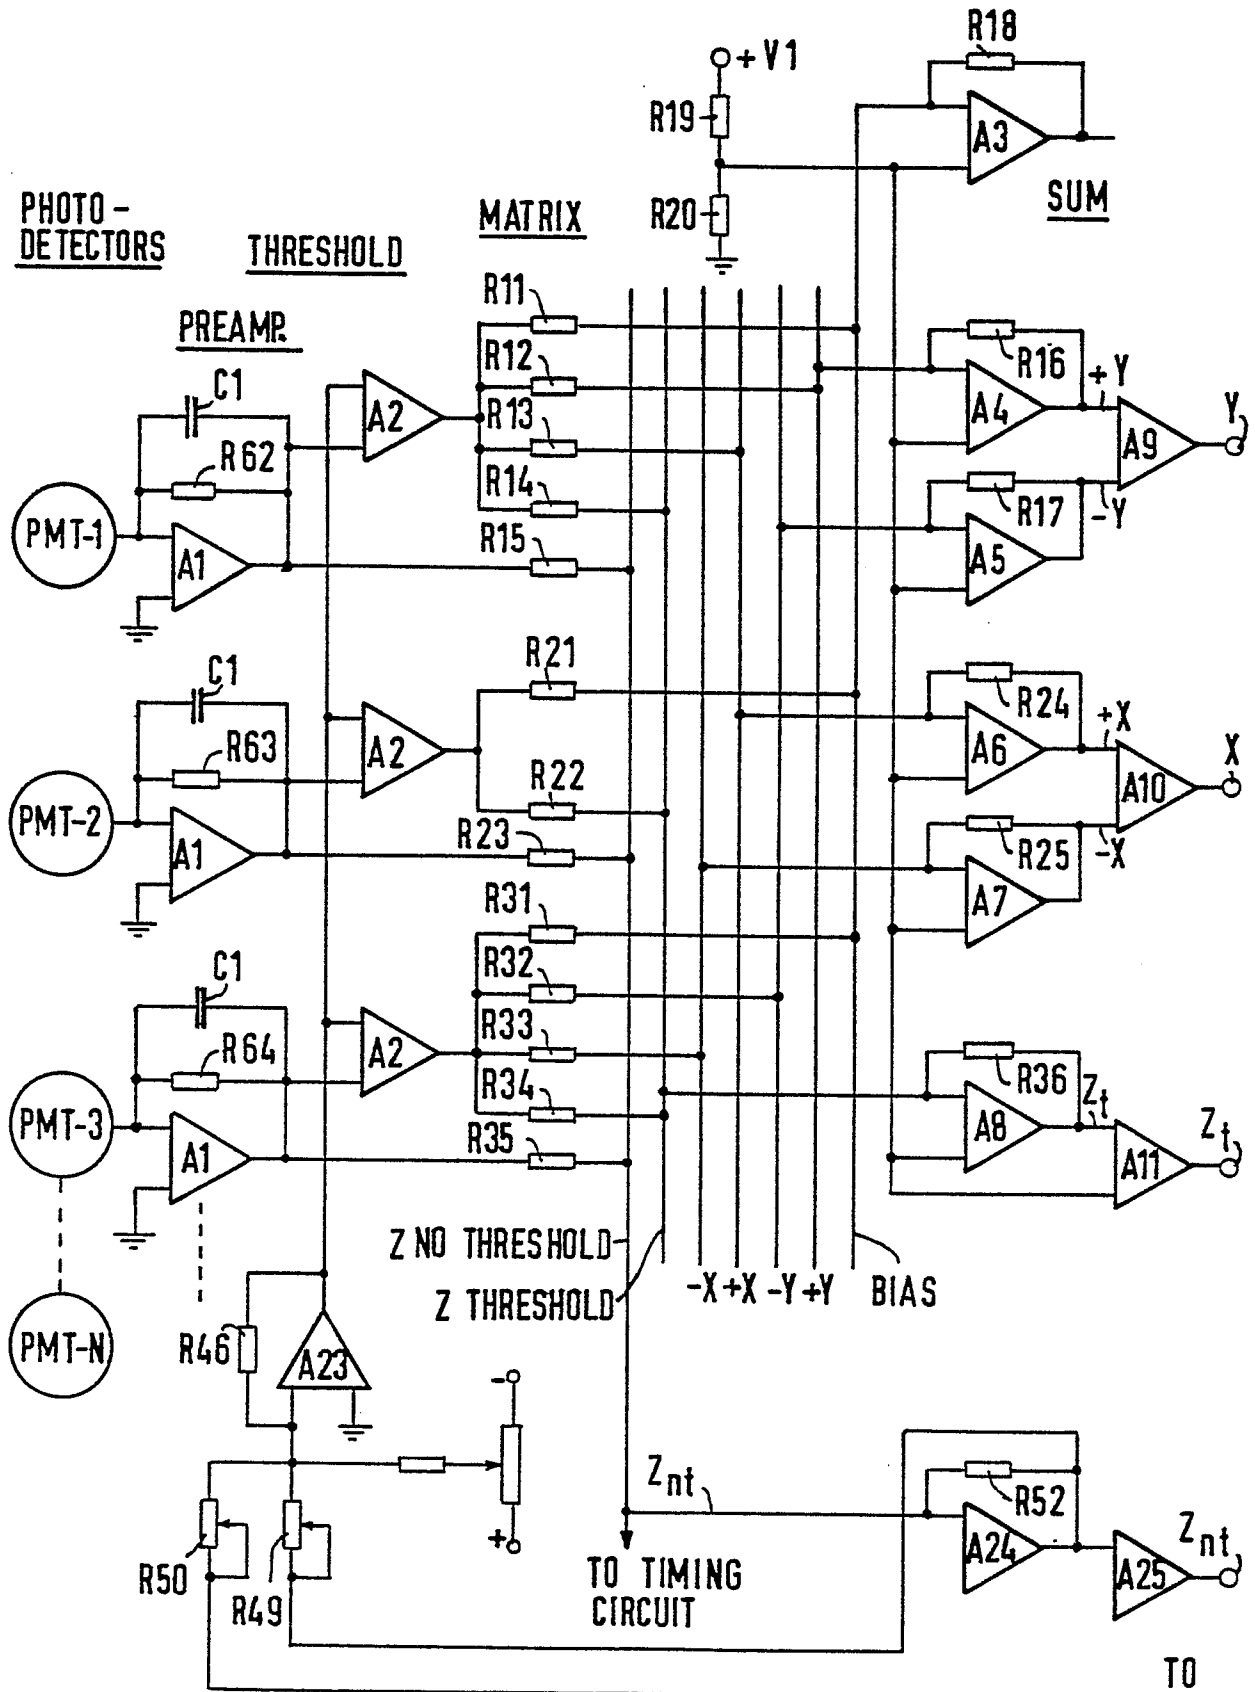 R18
+V1
R19
A3
R20
SUM
PHOTO-
DETECTORS
THRESHOLD
MATRIX
PREAMP.
R11
R12
R13
R14
R15
C1
R62
A2
PMT-1
A1
R16
+Y
A4
A9
Y
R17
-Y
A5
R21
C1
R63
A2
R22
R23
PMT-2
A1
R24
+X
A6
A10
X
R25
-X
A7
R31
R32
R33
R34
R35
C1
R64
A2
PMT-3
A1
R36
Zt
A8
A11
Zt
Z NO THRESHOLD
Z THRESHOLD
-X +X -Y +Y BIAS
PMT-N
R46
A23
-
+
R50
R49
Znt
TO TIMING
CIRCUIT
R52
A24
A25
Znt
TO